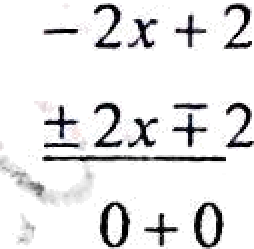 − 2x + 2
± 2x ∓ 2
0 + 0